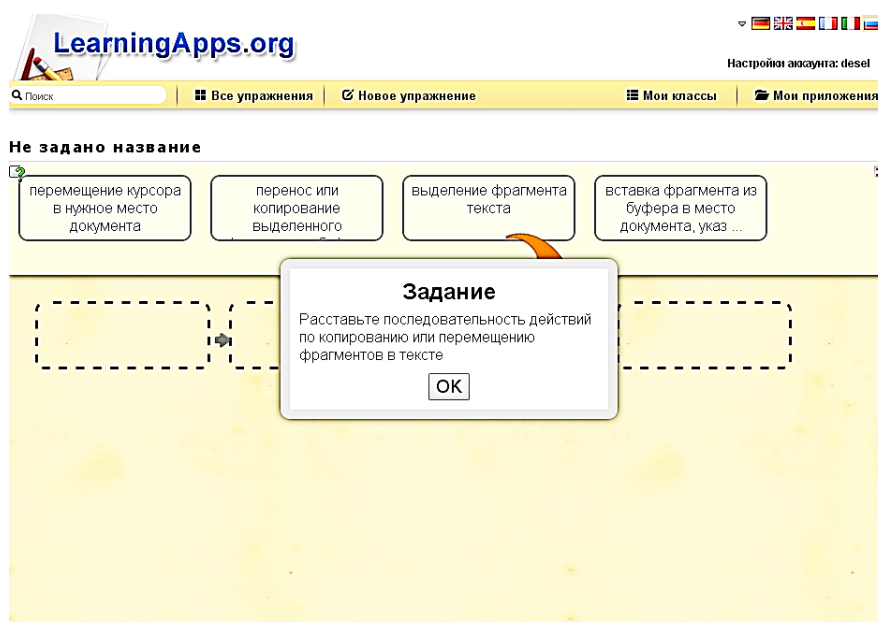 LearningApps.org
Настройки аккаунта: desel
Поиск
Все упражнения
Новое упражнение
Мои классы
Мои приложения
Не задано название
перемещение курсора
в нужное место
документа
перенос или
копирование
выделенного
выделение фрагмента
текста
вставка фрагмента из
буфера в место
документа, указ ...
Задание
Расставьте последовательность действий
по копированию или перемещению
фрагментов в тексте
OK